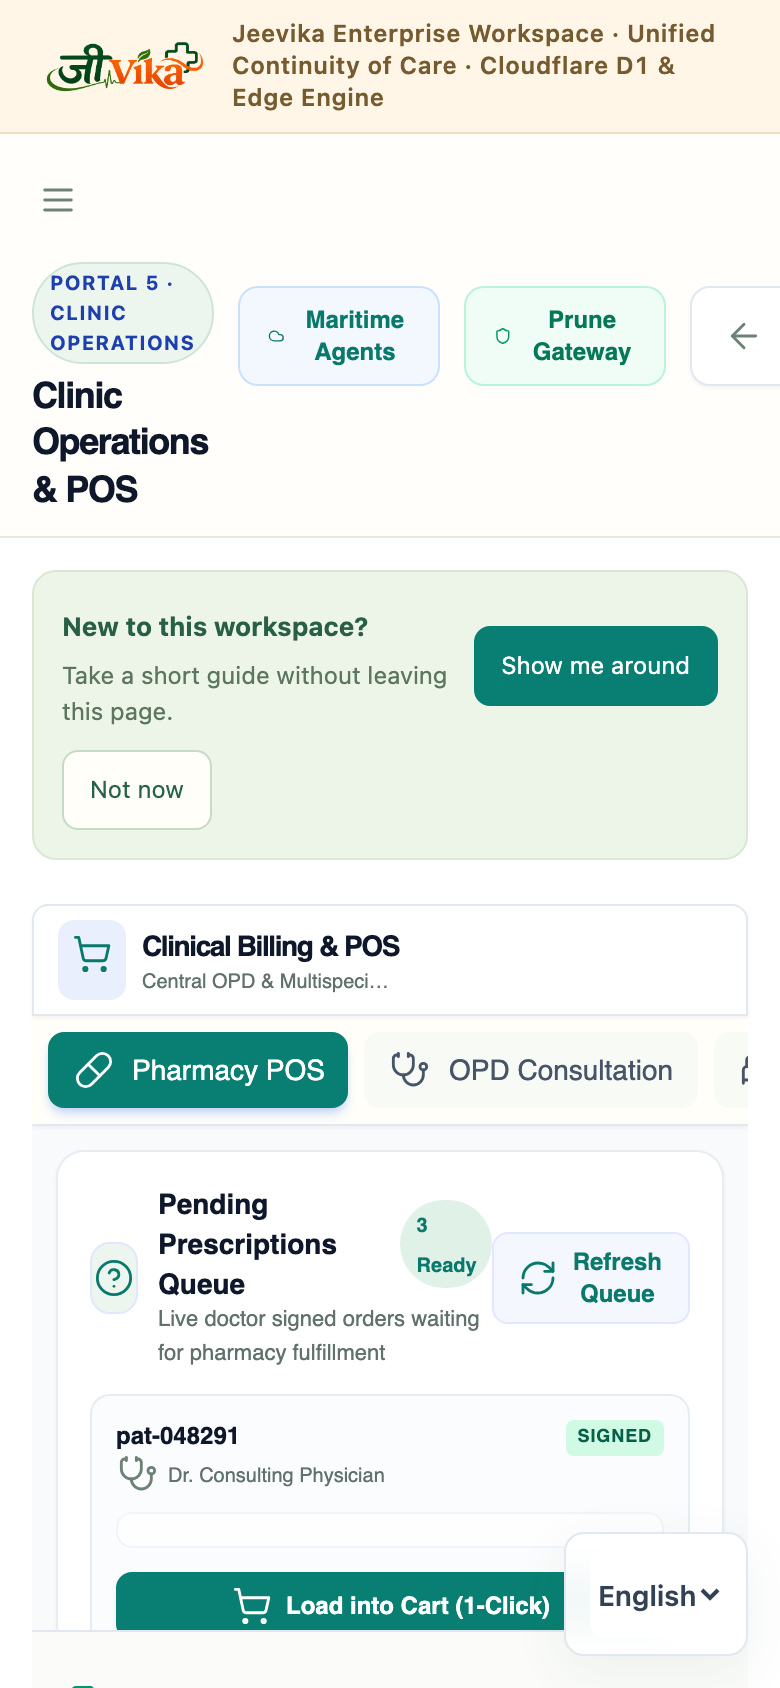 जीvika
Jeevika Enterprise Workspace · Unified
Continuity of Care · Cloudflare D1 &
Edge Engine
PORTAL 5 ·
CLINIC
OPERATIONS
Clinic
Operations
& POS
Maritime
Agents
Prune
Gateway
New to this workspace?
Take a short guide without leaving
this page.
Show me around
Not now
Clinical Billing & POS
Central OPD & Multispeci…
Pharmacy POS
OPD Consultation
Pending
Prescriptions
Queue
3
Ready
Live doctor signed orders waiting
for pharmacy fulfillment
Refresh
Queue
pat-048291
SIGNED
Dr. Consulting Physician
Load into Cart (1-Click)
English